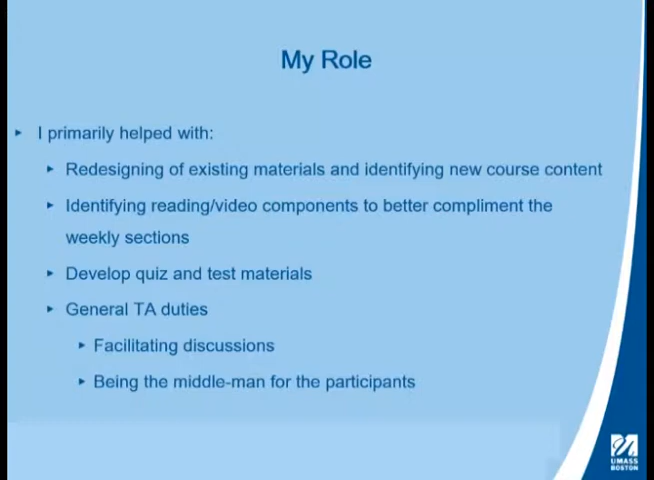 My Role
I primarily helped with:
Redesigning of existing materials and identifying new course content
Identifying reading/video components to better compliment the
weekly sections
Develop quiz and test materials
General TA duties
Facilitating discussions
Being the middle-man for the participants
UMASS
BOSTON